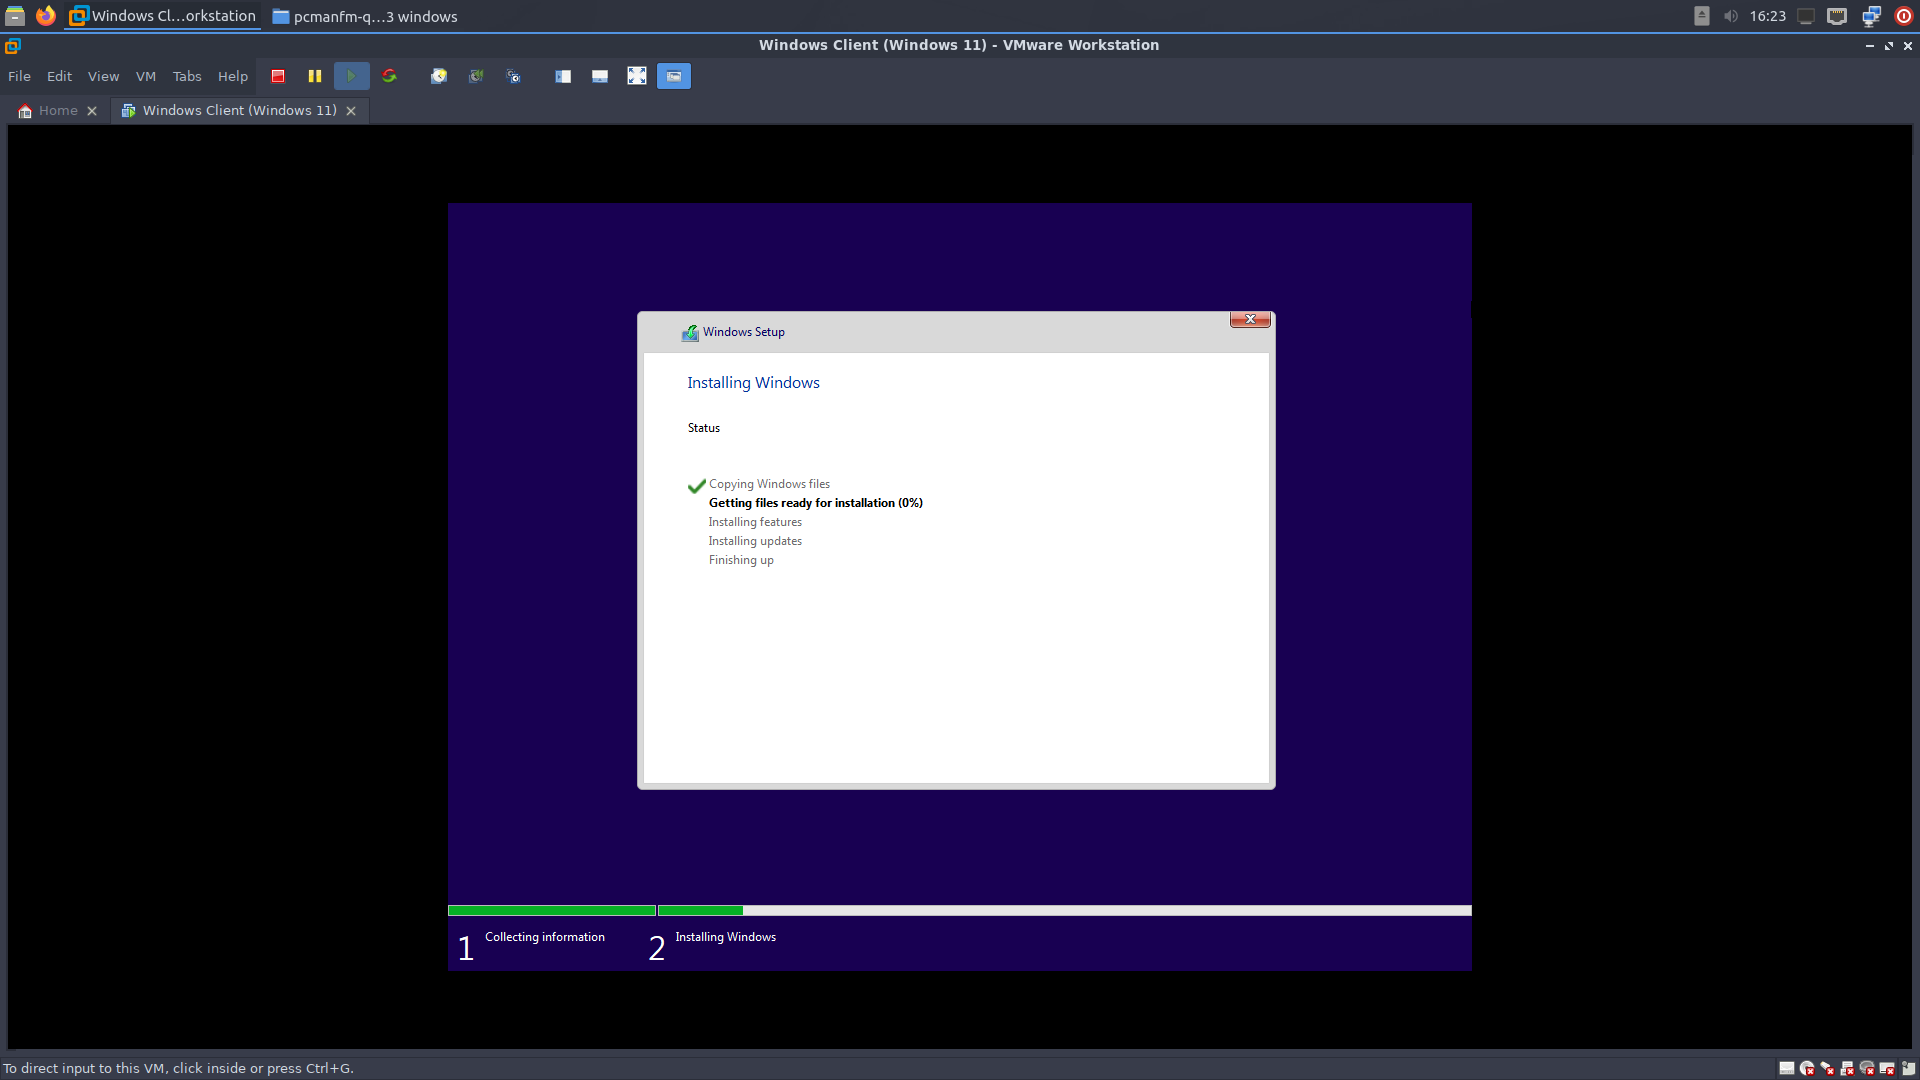 Windows Cl...orkstation
pcmanfm-q...3 windows
16:23
Windows Client (Windows 11) - VMware Workstation
File Edit View VM Tabs Help
Home
Windows Client (Windows 11)
Windows Setup
Installing Windows
Status
Copying Windows files
Getting files ready for installation (0%)
Installing features
Installing updates
Finishing up
1 Collecting information
2 Installing Windows
To direct input to this VM, click inside or press Ctrl+G.